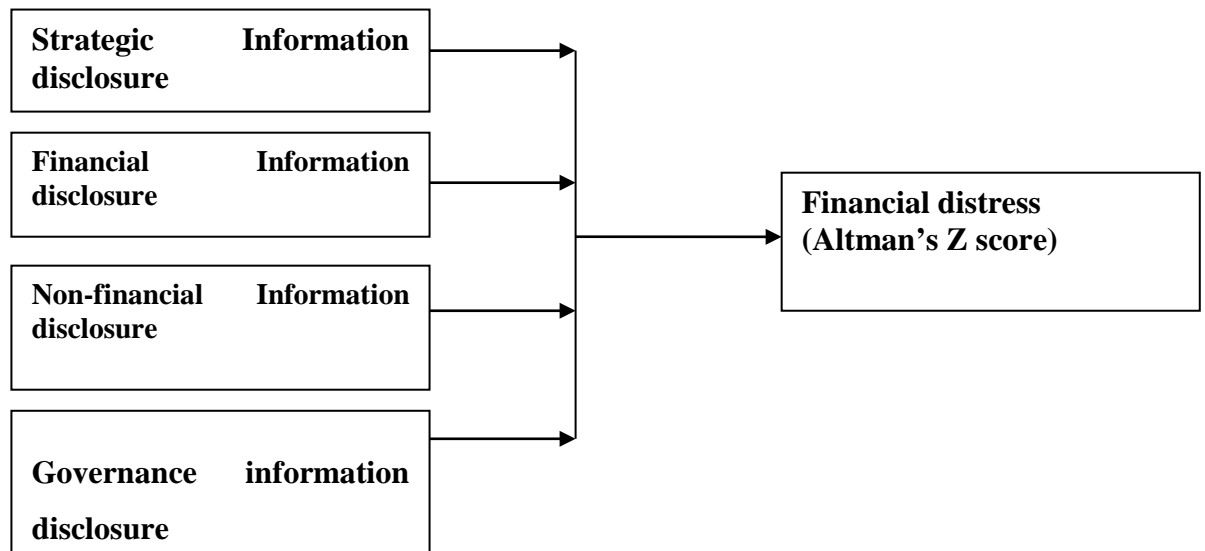 Strategic Information
disclosure
Financial Information
disclosure
Non-financial Information
disclosure
Governance information
disclosure
Financial distress
(Altman’s Z score)